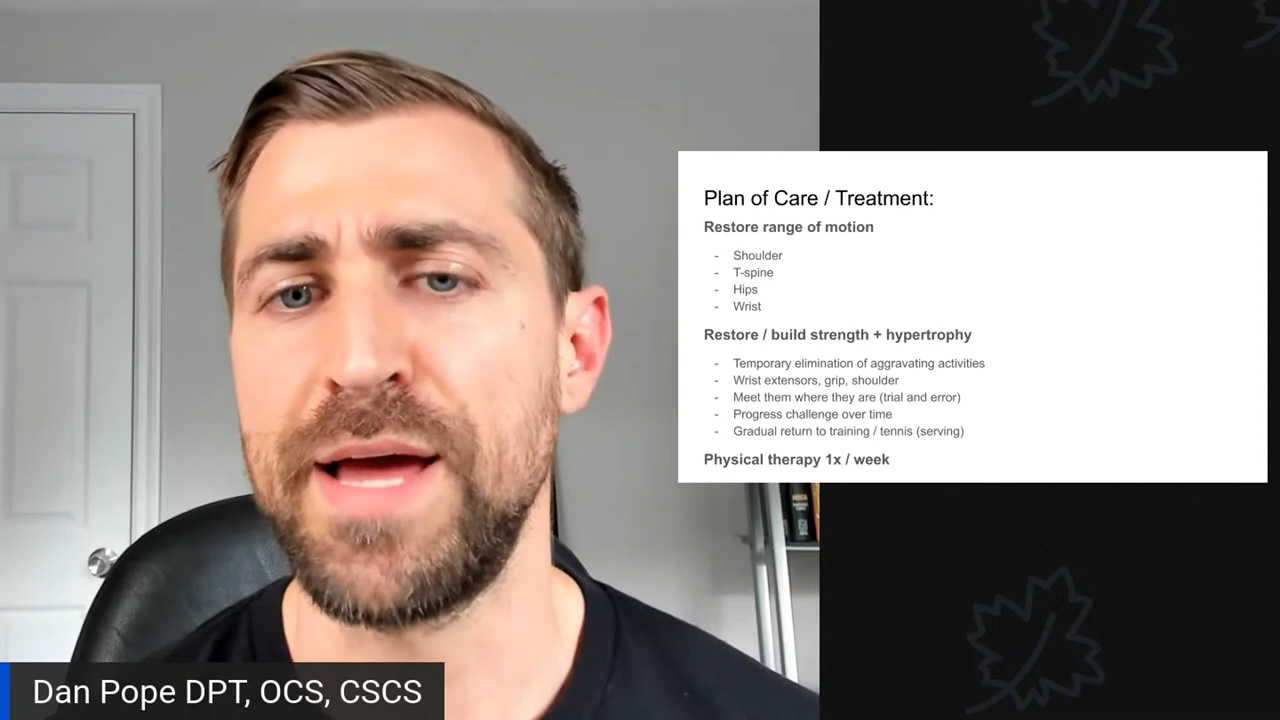 Plan of Care / Treatment:
Restore range of motion
- Shoulder
- T-spine
- Hips
- Wrist
Restore / build strength + hypertrophy
- Temporary elimination of aggravating activities
- Wrist extensors, grip, shoulder
- Meet them where they are (trial and error)
- Progress challenge over time
- Gradual return to training / tennis (serving)
Physical therapy 1x / week
Dan Pope DPT, OCS, CSCS